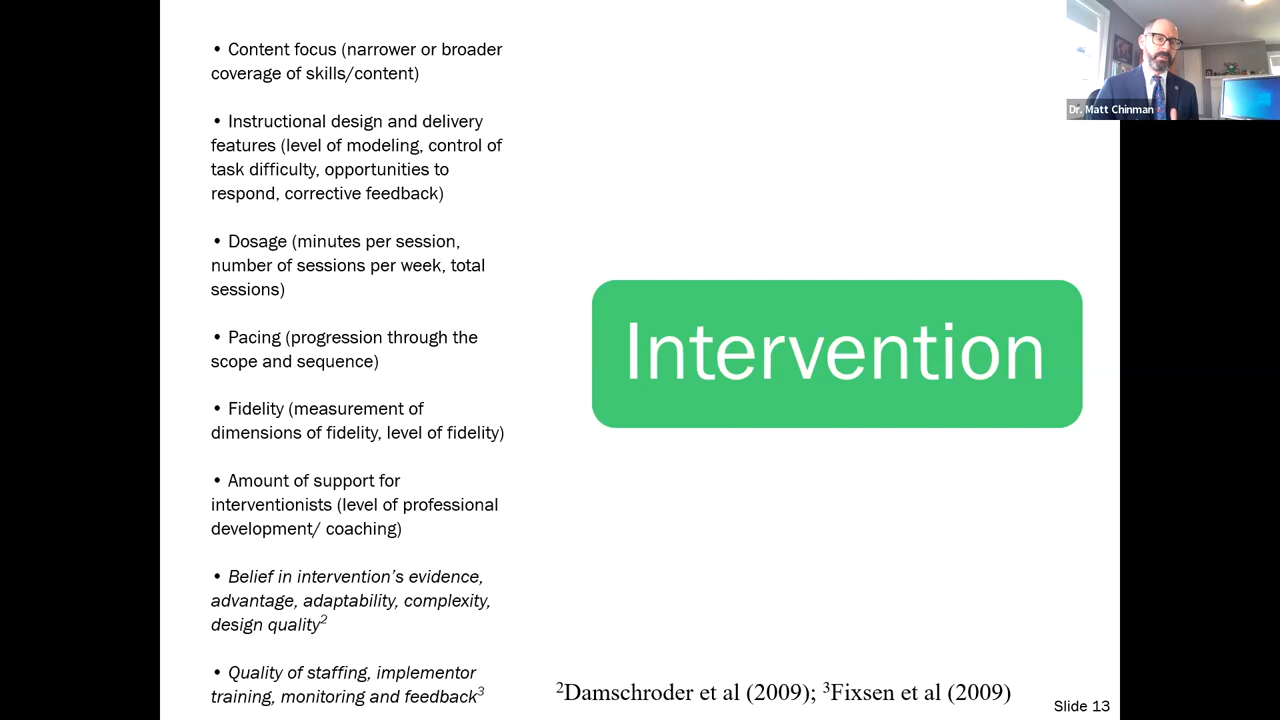 • Content focus (narrower or broader
coverage of skills/content)
• Instructional design and delivery
features (level of modeling, control of
task difficulty, opportunities to
respond, corrective feedback)
• Dosage (minutes per session,
number of sessions per week, total
sessions)
• Pacing (progression through the
scope and sequence)
• Fidelity (measurement of
dimensions of fidelity, level of fidelity)
• Amount of support for
interventionists (level of professional
development/ coaching)
• Belief in intervention’s evidence,
advantage, adaptability, complexity,
design quality2
• Quality of staffing, implementor
training, monitoring and feedback3
Intervention
2Damschroder et al (2009); 3Fixsen et al (2009)
Slide 13
Dr. Matt Chinman